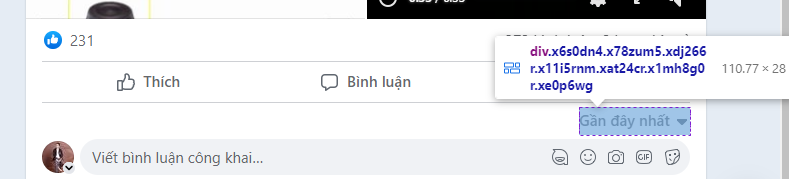 231
div.x6s0dn4.x78zum5.xdj266
r.x11i5rnm.xat24cr.x1mh8g0
r.xe0p6wg
110.77 × 28
Thích
Bình luận
Gần đây nhất
Viết bình luận công khai...
GIF